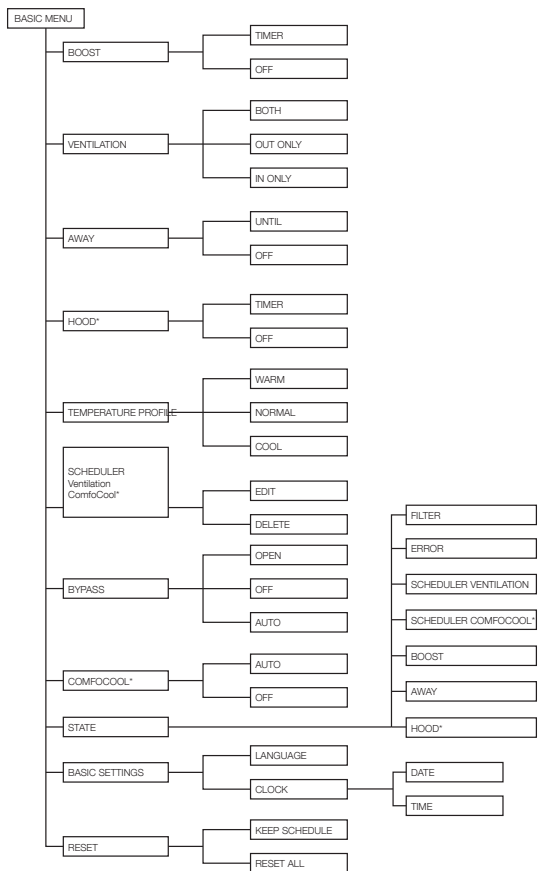 BASIC MENU
BOOST
TIMER
OFF
VENTILATION
BOTH
OUT ONLY
IN ONLY
AWAY
UNTIL
OFF
HOOD*
TIMER
OFF
TEMPERATURE PROFILE
WARM
NORMAL
COOL
SCHEDULER
Ventilation
ComfoCool*
EDIT
DELETE
BYPASS
OPEN
OFF
AUTO
COMFOCOOL*
AUTO
OFF
STATE
FILTER
ERROR
SCHEDULER VENTILATION
SCHEDULER COMFOCOOL*
BOOST
AWAY
HOOD*
BASIC SETTINGS
LANGUAGE
CLOCK
DATE
TIME
RESET
KEEP SCHEDULE
RESET ALL